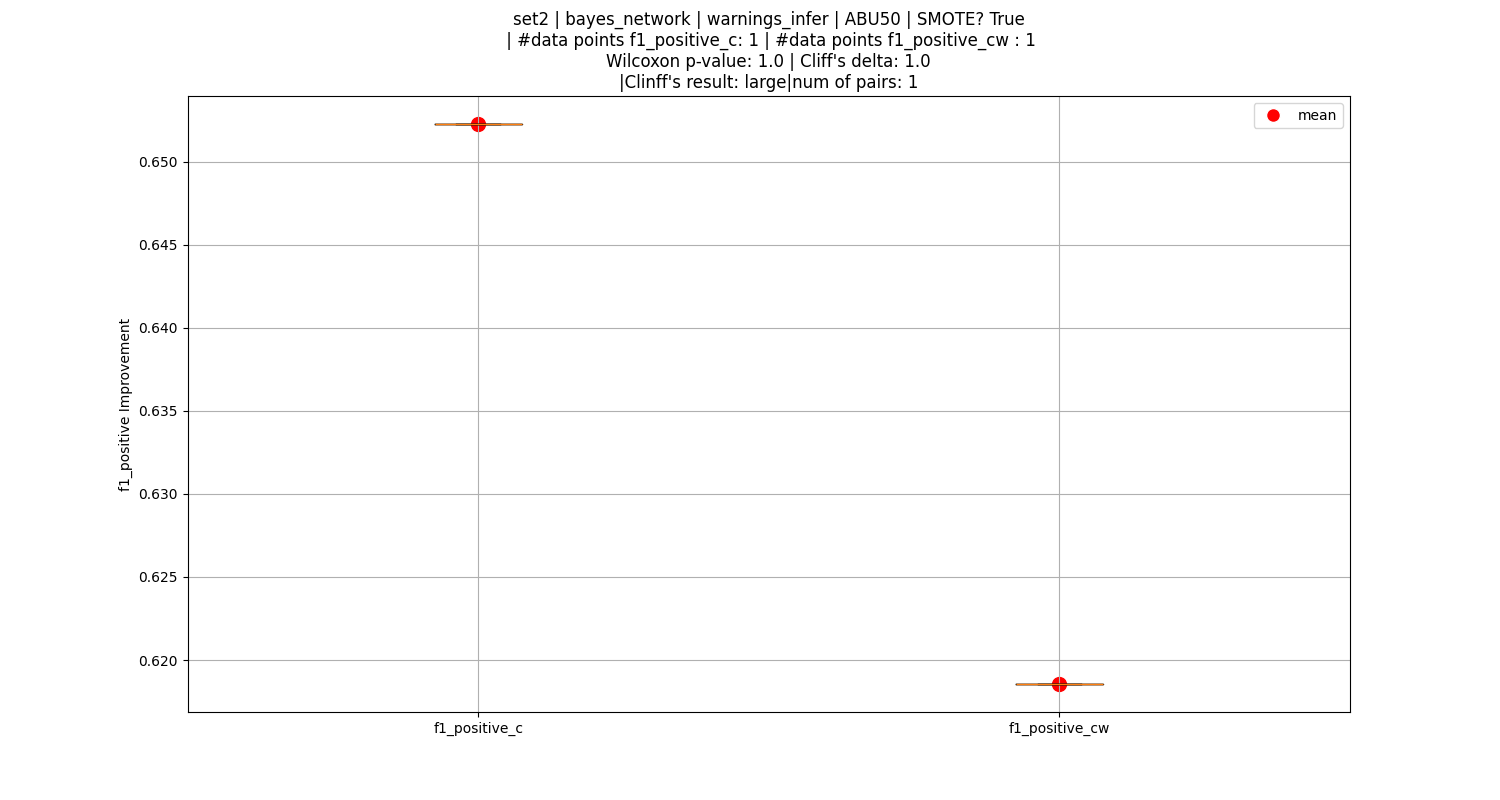 set2 | bayes_network | warnings_infer | ABU50 | SMOTE? True
| #data points f1_positive_c: 1 | #data points f1_positive_cw : 1
Wilcoxon p-value: 1.0 | Cliff's delta: 1.0
|Clinff's result: large|num of pairs: 1
mean
0.650
0.645
0.640
0.635
0.630
0.625
0.620
f1_positive Improvement
f1_positive_c
f1_positive_cw